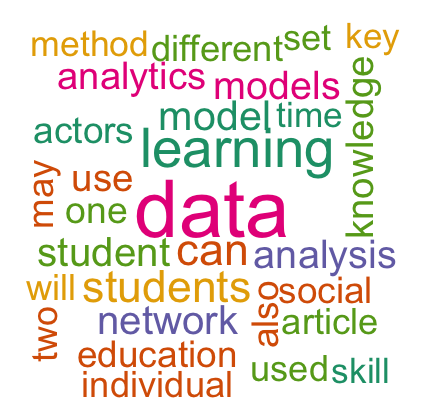 method different set key
analytics models
actors model time knowledge
learning
may use
one data
student can analysis
will students also social
two network article
education used skill
individual